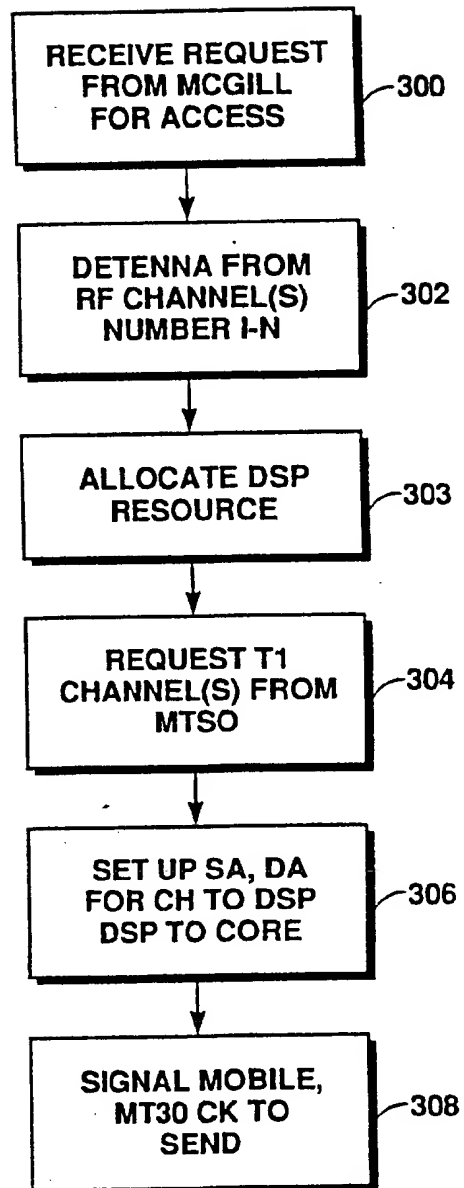 RECEIVE REQUEST
FROM MCGILL
FOR ACCESS
300
DETENNA FROM
RF CHANNEL(S)
NUMBER I-N
302
ALLOCATE DSP
RESOURCE
303
REQUEST T1
CHANNEL(S) FROM
MTSO
304
SET UP SA, DA
FOR CH TO DSP
DSP TO CORE
306
SIGNAL MOBILE,
MT30 CK TO
SEND
308